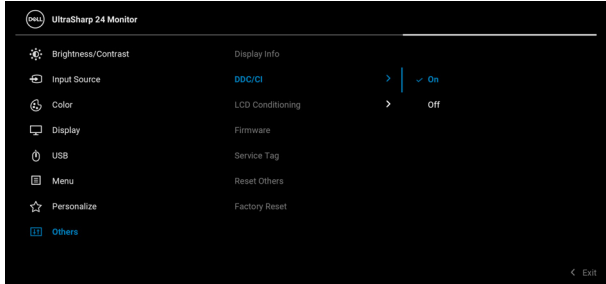 DELL UltraSharp 24 Monitor
Brightness/Contrast Display Info
Input Source DDC/CI On
Color LCD Conditioning Off
Display Firmware
USB Service Tag
Menu Reset Others
Personalize Factory Reset
Others
Exit